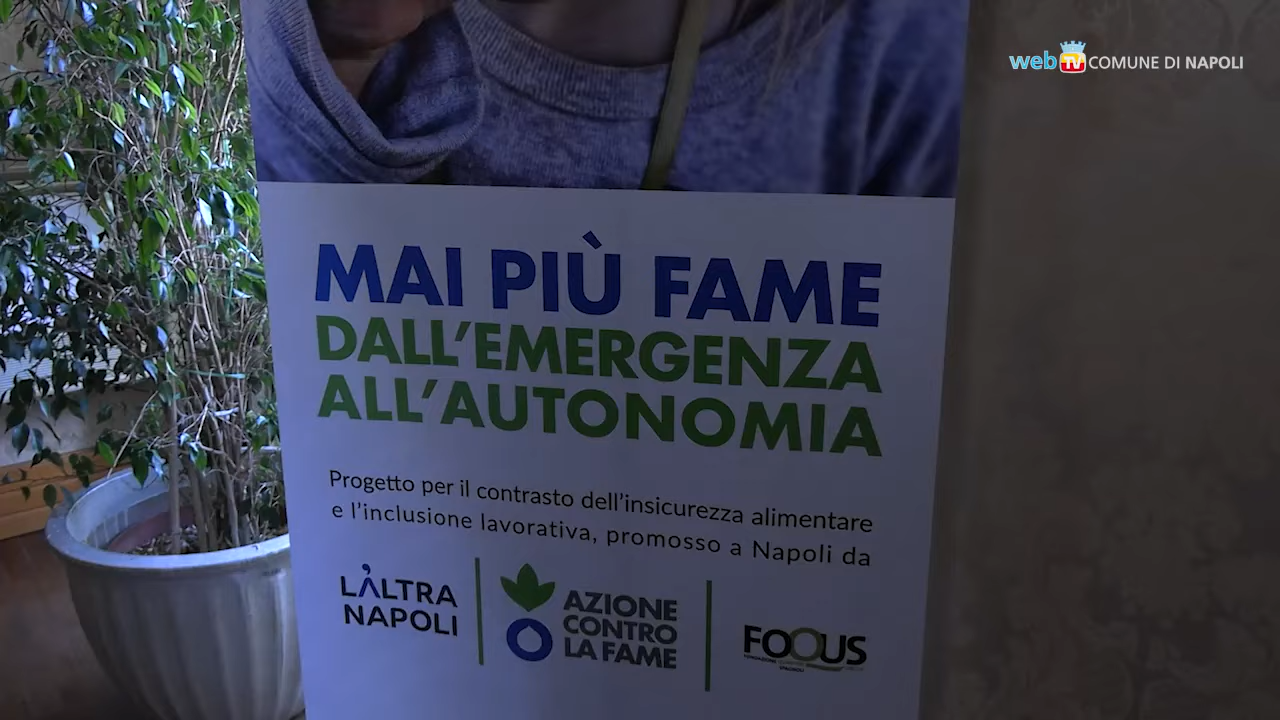 web TV COMUNE DI NAPOLI
MAI PIÙ FAME
DALL'EMERGENZA
ALL'AUTONOMIA
Progetto per il contrasto dell'insicurezza alimentare
e l'inclusione lavorativa, promosso a Napoli da
L'ALTRA
NAPOLI
AZIONE
CONTRO
LA FAME
FOQUS